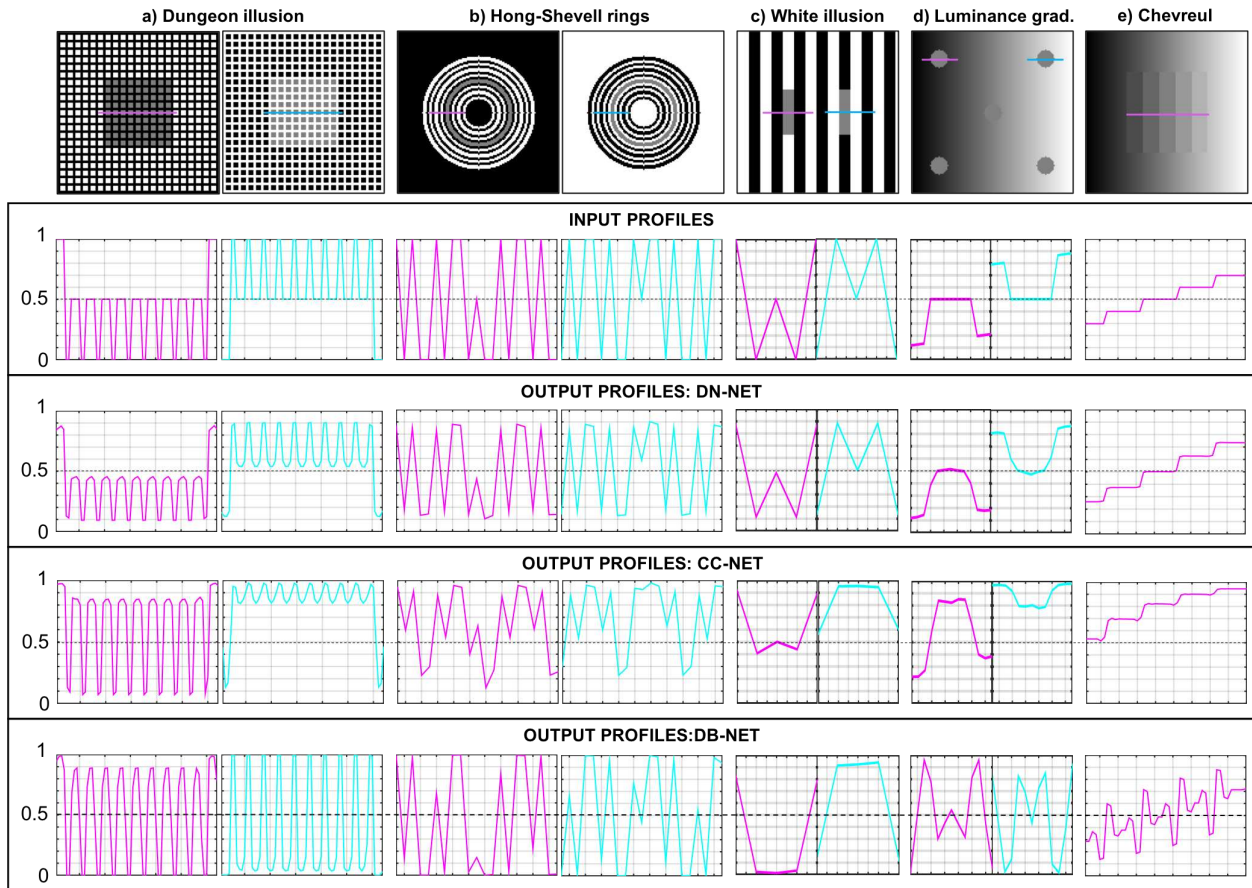 a) Dungeon illusion
b) Hong-Shevell rings
c) White illusion
d) Luminance grad.
e) Chevreul
INPUT PROFILES
1
0.5
0
OUTPUT PROFILES: DN-NET
1
0.5
0
OUTPUT PROFILES: CC-NET
1
0.5
0
OUTPUT PROFILES:DB-NET
1
0.5
0